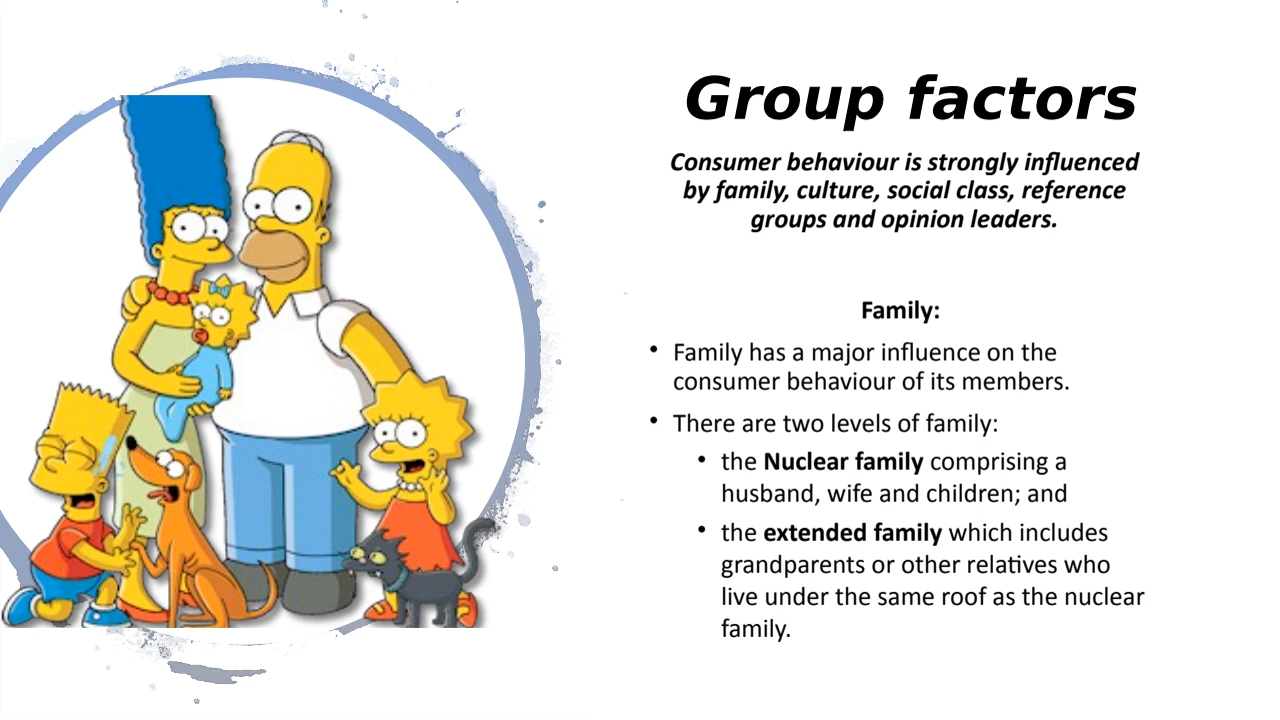 Group factors
Consumer behaviour is strongly influenced
by family, culture, social class, reference
groups and opinion leaders.
Family:
• Family has a major influence on the
consumer behaviour of its members.
• There are two levels of family:
• the Nuclear family comprising a
husband, wife and children; and
• the extended family which includes
grandparents or other relatives who
live under the same roof as the nuclear
family.